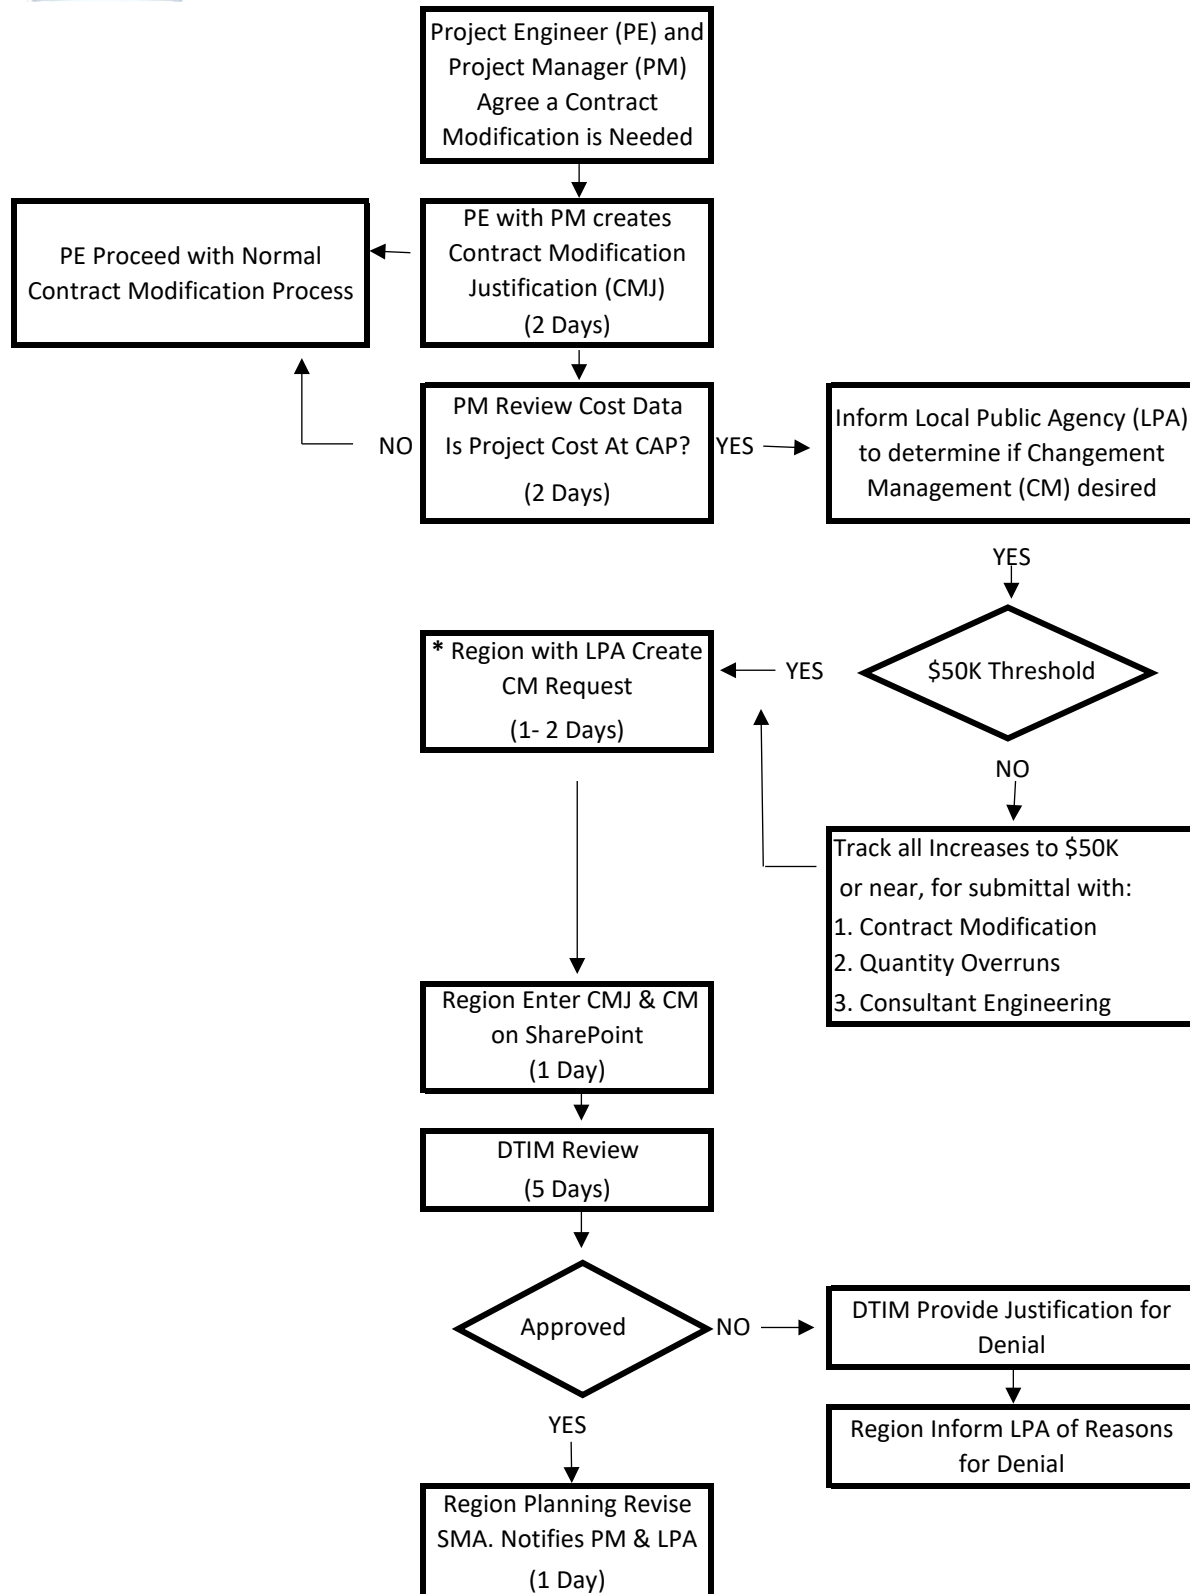 Project Engineer (PE) and
Project Manager (PM)
Agree a Contract
Modification is Needed
PE Proceed with Normal
Contract Modification Process
PE with PM creates
Contract Modification
Justification (CMJ)
(2 Days)
NO
PM Review Cost Data
Is Project Cost At CAP?
(2 Days)
YES
Inform Local Public Agency (LPA)
to determine if Changement
Management (CM) desired
YES
$50K Threshold
YES
* Region with LPA Create
CM Request
(1- 2 Days)
NO
Track all Increases to $50K
or near, for submittal with:
1. Contract Modification
2. Quantity Overruns
3. Consultant Engineering
Region Enter CMJ & CM
on SharePoint
(1 Day)
DTIM Review
(5 Days)
Approved
NO
DTIM Provide Justification for
Denial
Region Inform LPA of Reasons
for Denial
YES
Region Planning Revise
SMA. Notifies PM & LPA
(1 Day)